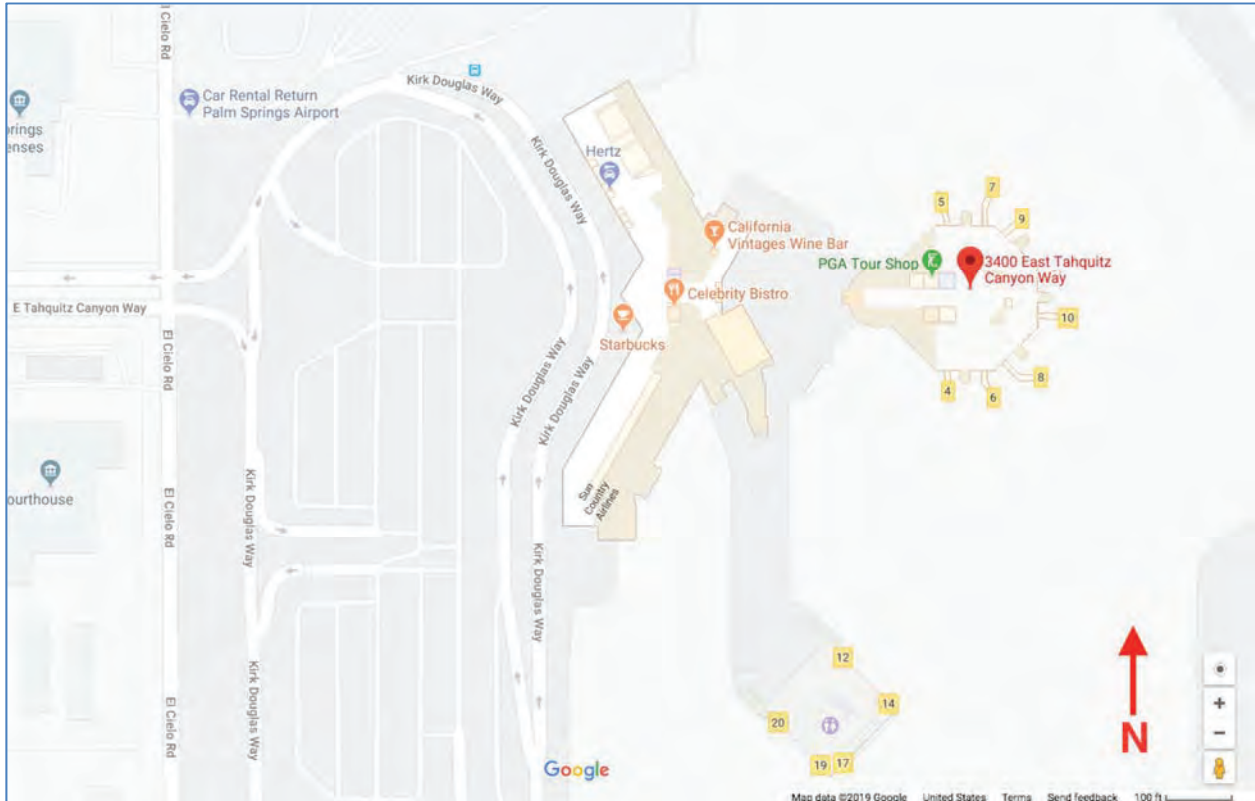 El Cielo Rd
Kirk Douglas Way
Car Rental Return
Palm Springs Airport
rings
enses
Kirk Douglas Way
Hertz
7
5
9
California
Vintages Wine Bar
PGA Tour Shop
3400 East Tahquitz
Canyon Way
Celebrity Bistro
E Tahquitz Canyon Way
10
Starbucks
El Cielo Rd
Kirk Douglas Way
Kirk Douglas Way
8
4
6
ourthouse
Kirk Douglas Way
El Cielo Rd
Sun
Country
Airlines
Kirk Douglas Way
12
14
20
19
17
Kirk Douglas Way
El Cielo Rd
N
+
−
Google
Map data ©2019 Google United States Terms Send feedback 100 ft